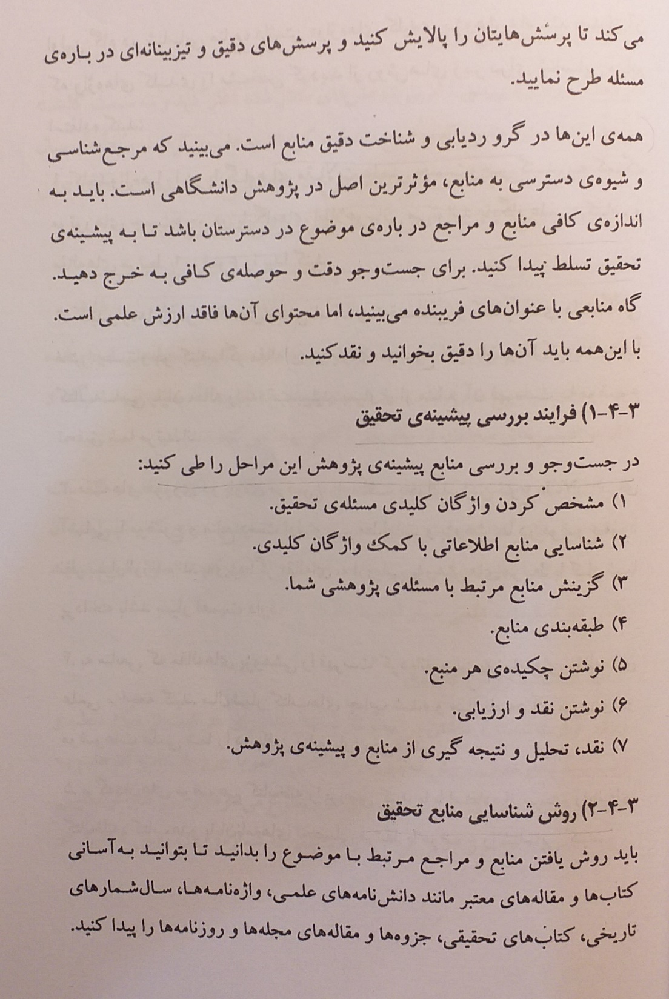 می‌کند تا پرسش‌هایتان را پالایش کنید و پرسش‌های دقیق و تیزبینانه‌ای در باره‌ی
مسئله طرح نمایید.
همه‌ی این‌ها در گرو ردیابی و شناخت دقیق منابع است. می‌بینید که مرجع‌شناسی
و شیوه‌ی دسترسی به منابع، مؤثرترین اصل در پژوهش دانشگاهی است. باید به
اندازه‌ی کافی منابع و مراجع در باره‌ی موضوع در دسترستان باشد تا به پیشینه‌ی
تحقیق تسلط پیدا کنید. برای جست‌وجو دقت و حوصله‌ی کافی به خرج دهید.
گاه منابعی با عنوان‌های فریبنده می‌بینید، اما محتوای آن‌ها فاقد ارزش علمی است.
با این‌همه باید آن‌ها را دقیق بخوانید و نقد کنید.
۳-۴-۱) فرایند بررسی پیشینه‌ی تحقیق
در جست‌وجو و بررسی منابع پیشینه‌ی پژوهش این مراحل را طی کنید:
۱) مشخص کردن واژگان کلیدی مسئله‌ی تحقیق.
۲) شناسایی منابع اطلاعاتی با کمک واژگان کلیدی.
۳) گزینش منابع مرتبط با مسئله‌ی پژوهشی شما.
۴) طبقه‌بندی منابع.
۵) نوشتن چکیده‌ی هر منبع.
۶) نوشتن نقد و ارزیابی.
۷) نقد، تحلیل و نتیجه گیری از منابع و پیشینه‌ی پژوهش.
۳-۴-۲) روش شناسایی منابع تحقیق
باید روش یافتن منابع و مراجع مرتبط با موضوع را بدانید تا بتوانید به‌آسانی
کتاب‌ها و مقاله‌های معتبر مانند دانش‌نامه‌های علمی، واژه‌نامه‌ها، سال‌شمارهای
تاریخی، کتاب‌های تحقیقی، جزوه‌ها و مقاله‌های مجله‌ها و روزنامه‌ها را پیدا کنید.